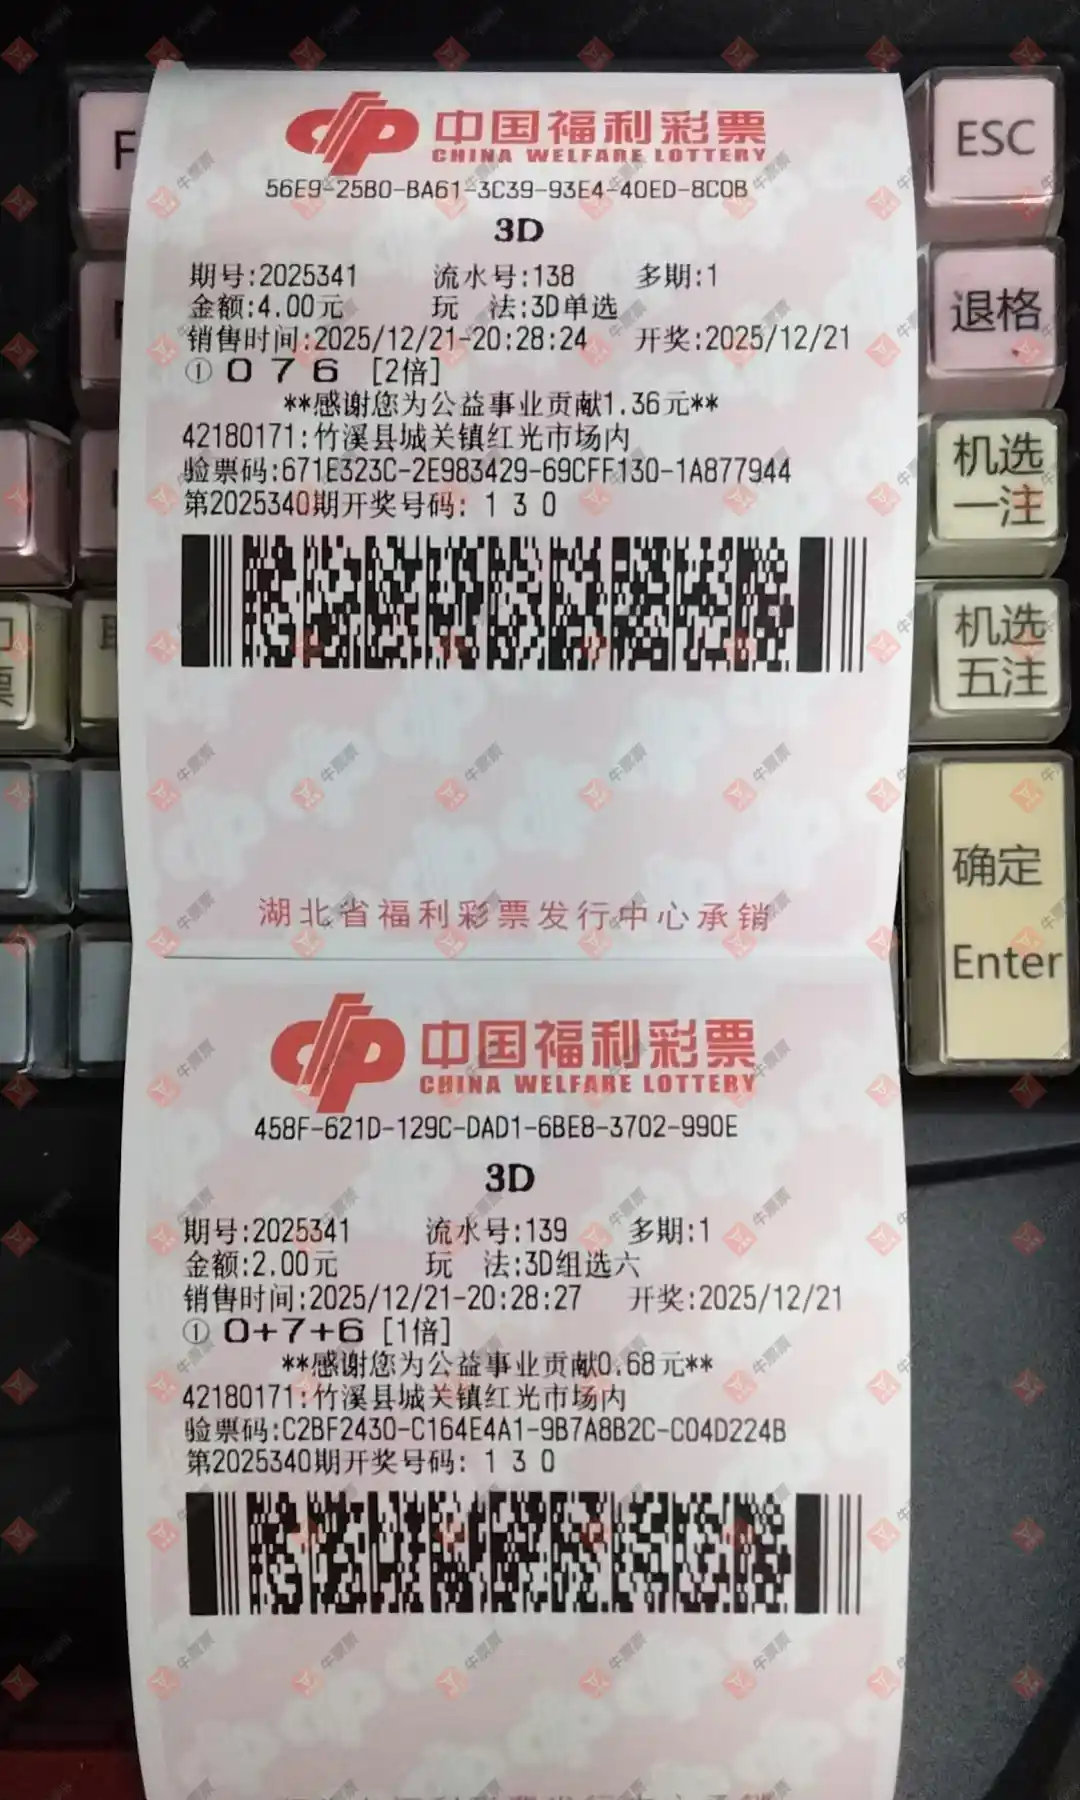 中国福利彩票
CHINA WELFARE LOTTERY
56E9-25B0-BA61-3C39-93E4-40ED-8C0B
3D
期号:2025341 流水号:138 多期:1
金额:4.00元 玩 法:3D单选
销售时间:2025/12/21-20:28:24 开奖:2025/12/21
① 0 7 6 [2倍]
**感谢您为公益事业贡献1.36元**
42180171:竹溪县城关镇红光市场内
验票码:671E323C-2E983429-69CFF130-1A877944
第2025340期开奖号码: 1 3 0
湖北省福利彩票发行中心承销
中国福利彩票
CHINA WELFARE LOTTERY
458F-621D-129C-DAD1-6BE8-3702-990E
3D
期号:2025341 流水号:139 多期:1
金额:2.00元 玩 法:3D组选六
销售时间:2025/12/21-20:28:27 开奖:2025/12/21
① 0+7+6 [1倍]
**感谢您为公益事业贡献0.68元**
42180171:竹溪县城关镇红光市场内
验票码:C2BF2430-C164E4A1-9B7A8B2C-C04D224B
第2025340期开奖号码: 1 3 0
ESC
退格
机选
一注
机选
五注
确定
Enter
牛票票